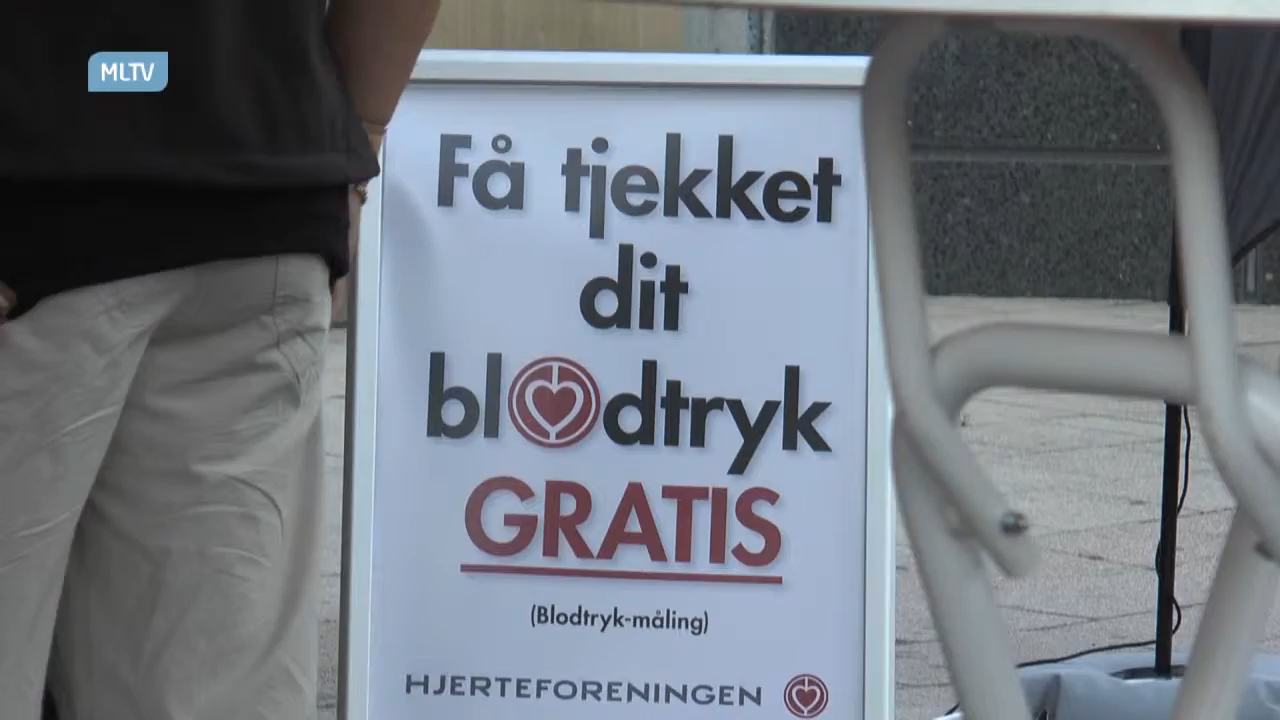 MLTV
Få tjekket
dit
blodtryk
GRATIS
(Blodtryk-måling)
HJERTEFORENINGEN